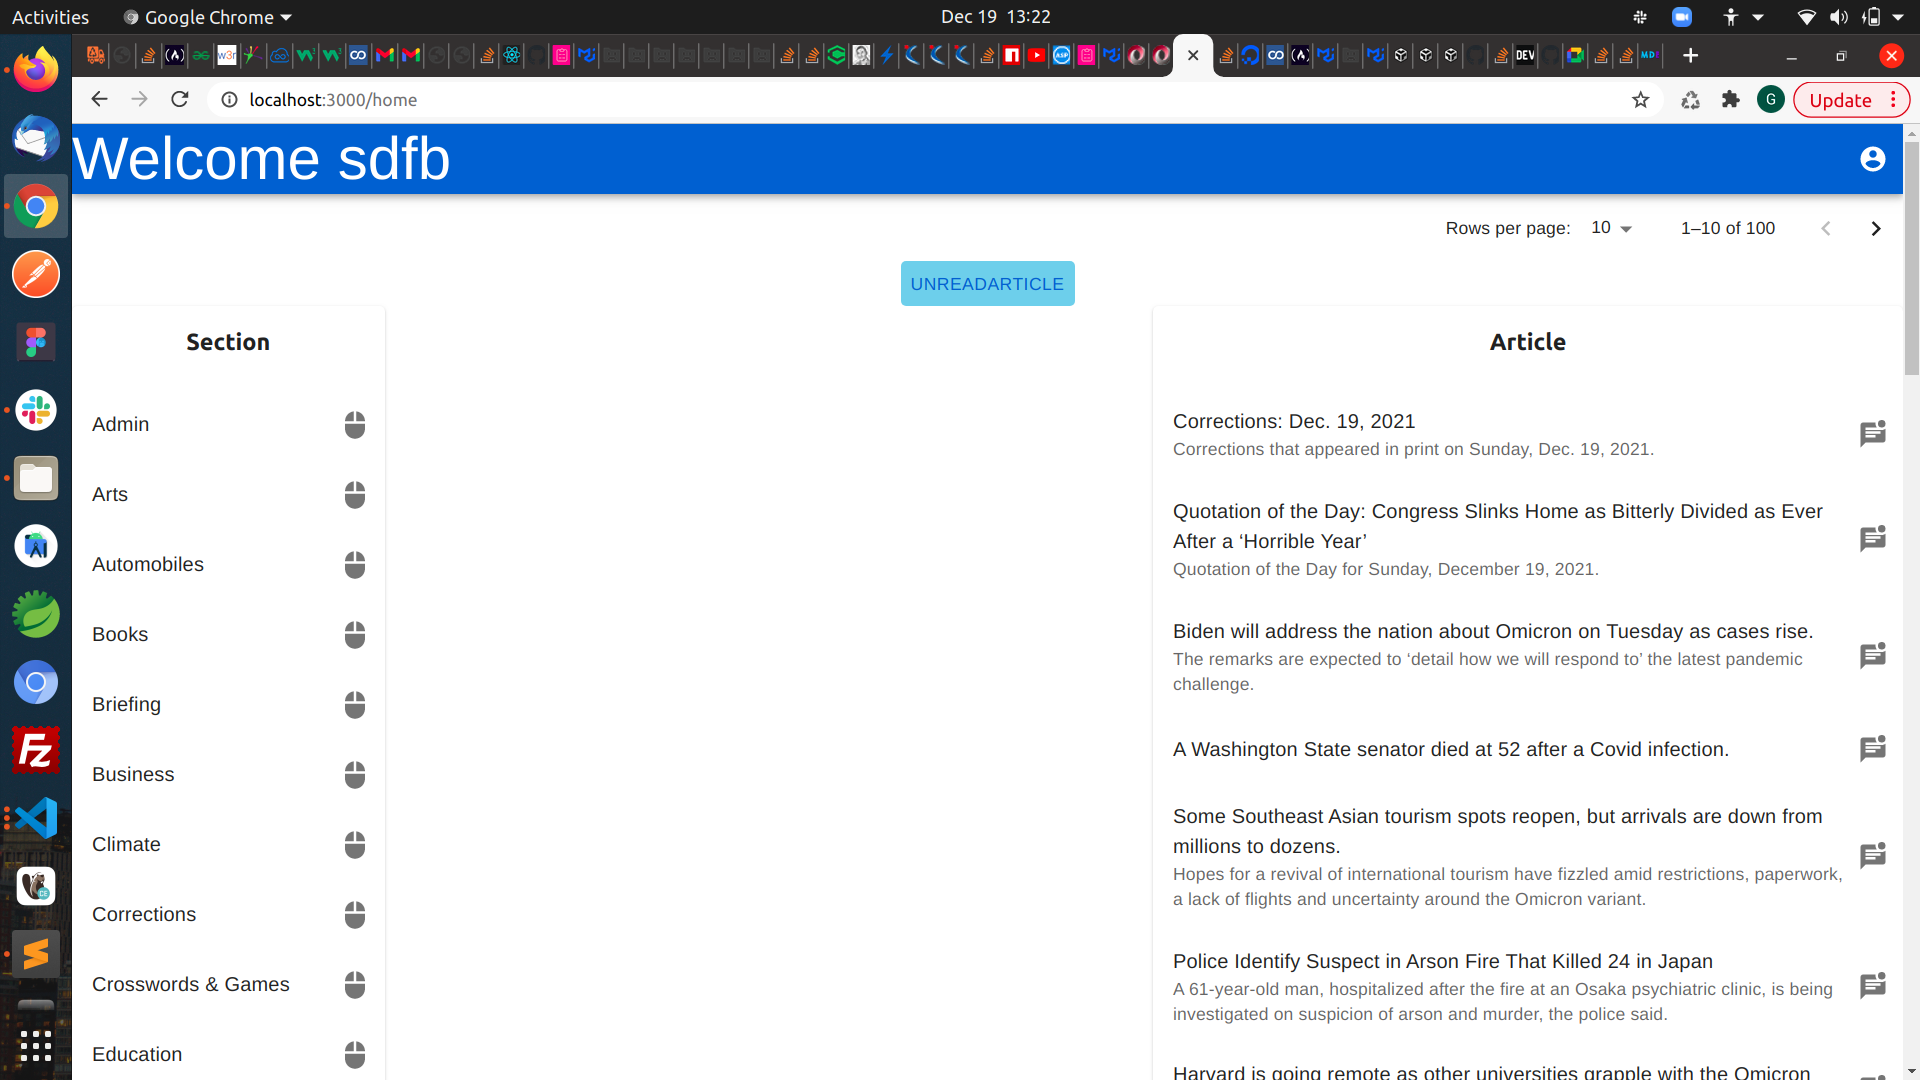 Activities
Google Chrome
Dec 19 13:22
w3r
DEV
localhost:3000/home
G
Update
Welcome sdfb
Rows per page:
10
1–10 of 100
UNREADARTICLE
Section
Admin
Arts
Automobiles
Books
Briefing
Business
Climate
Corrections
Crosswords & Games
Education
Article
Corrections: Dec. 19, 2021
Corrections that appeared in print on Sunday, Dec. 19, 2021.
Quotation of the Day: Congress Slinks Home as Bitterly Divided as Ever
After a ‘Horrible Year’
Quotation of the Day for Sunday, December 19, 2021.
Biden will address the nation about Omicron on Tuesday as cases rise.
The remarks are expected to ‘detail how we will respond to’ the latest pandemic
challenge.
A Washington State senator died at 52 after a Covid infection.
Some Southeast Asian tourism spots reopen, but arrivals are down from
millions to dozens.
Hopes for a revival of international tourism have fizzled amid restrictions, paperwork,
a lack of flights and uncertainty around the Omicron variant.
Police Identify Suspect in Arson Fire That Killed 24 in Japan
A 61-year-old man, hospitalized after the fire at an Osaka psychiatric clinic, is being
investigated on suspicion of arson and murder, the police said.
Harvard is going remote as other universities grapple with the Omicron